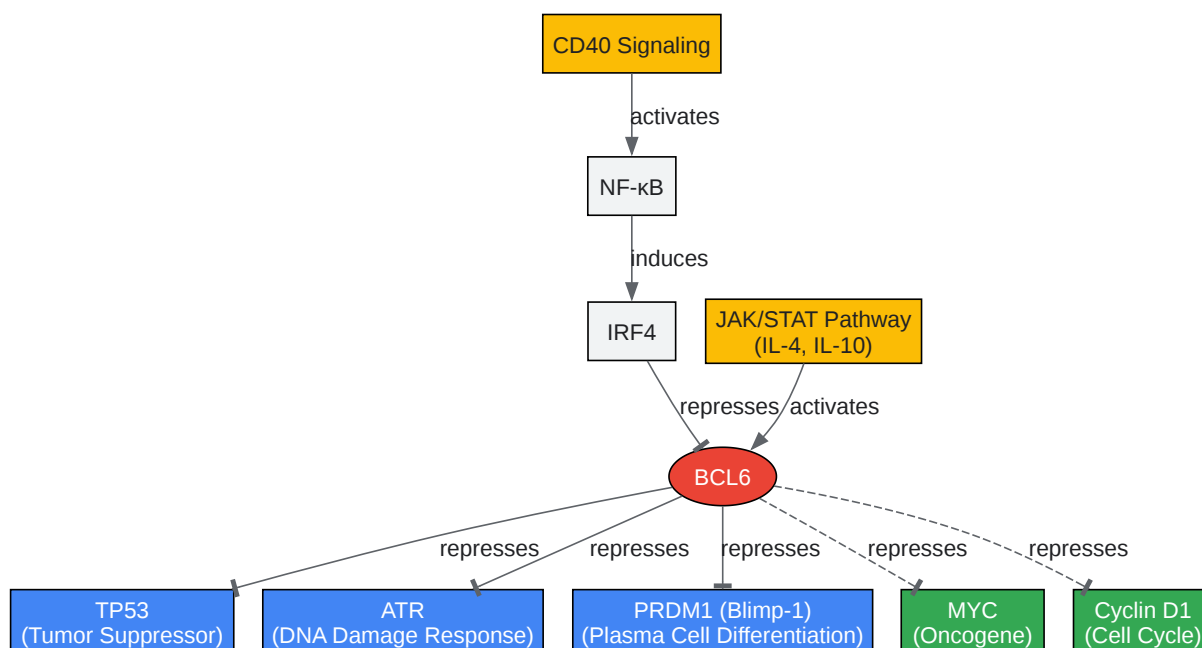 CD40 Signaling
activates
NF-κB
induces
IRF4
JAK/STAT Pathway
(IL-4, IL-10)
represses
activates
BCL6
represses
represses
represses
represses
represses
TP53
(Tumor Suppressor)
ATR
(DNA Damage Response)
PRDM1 (Blimp-1)
(Plasma Cell Differentiation)
MYC
(Oncogene)
Cyclin D1
(Cell Cycle)